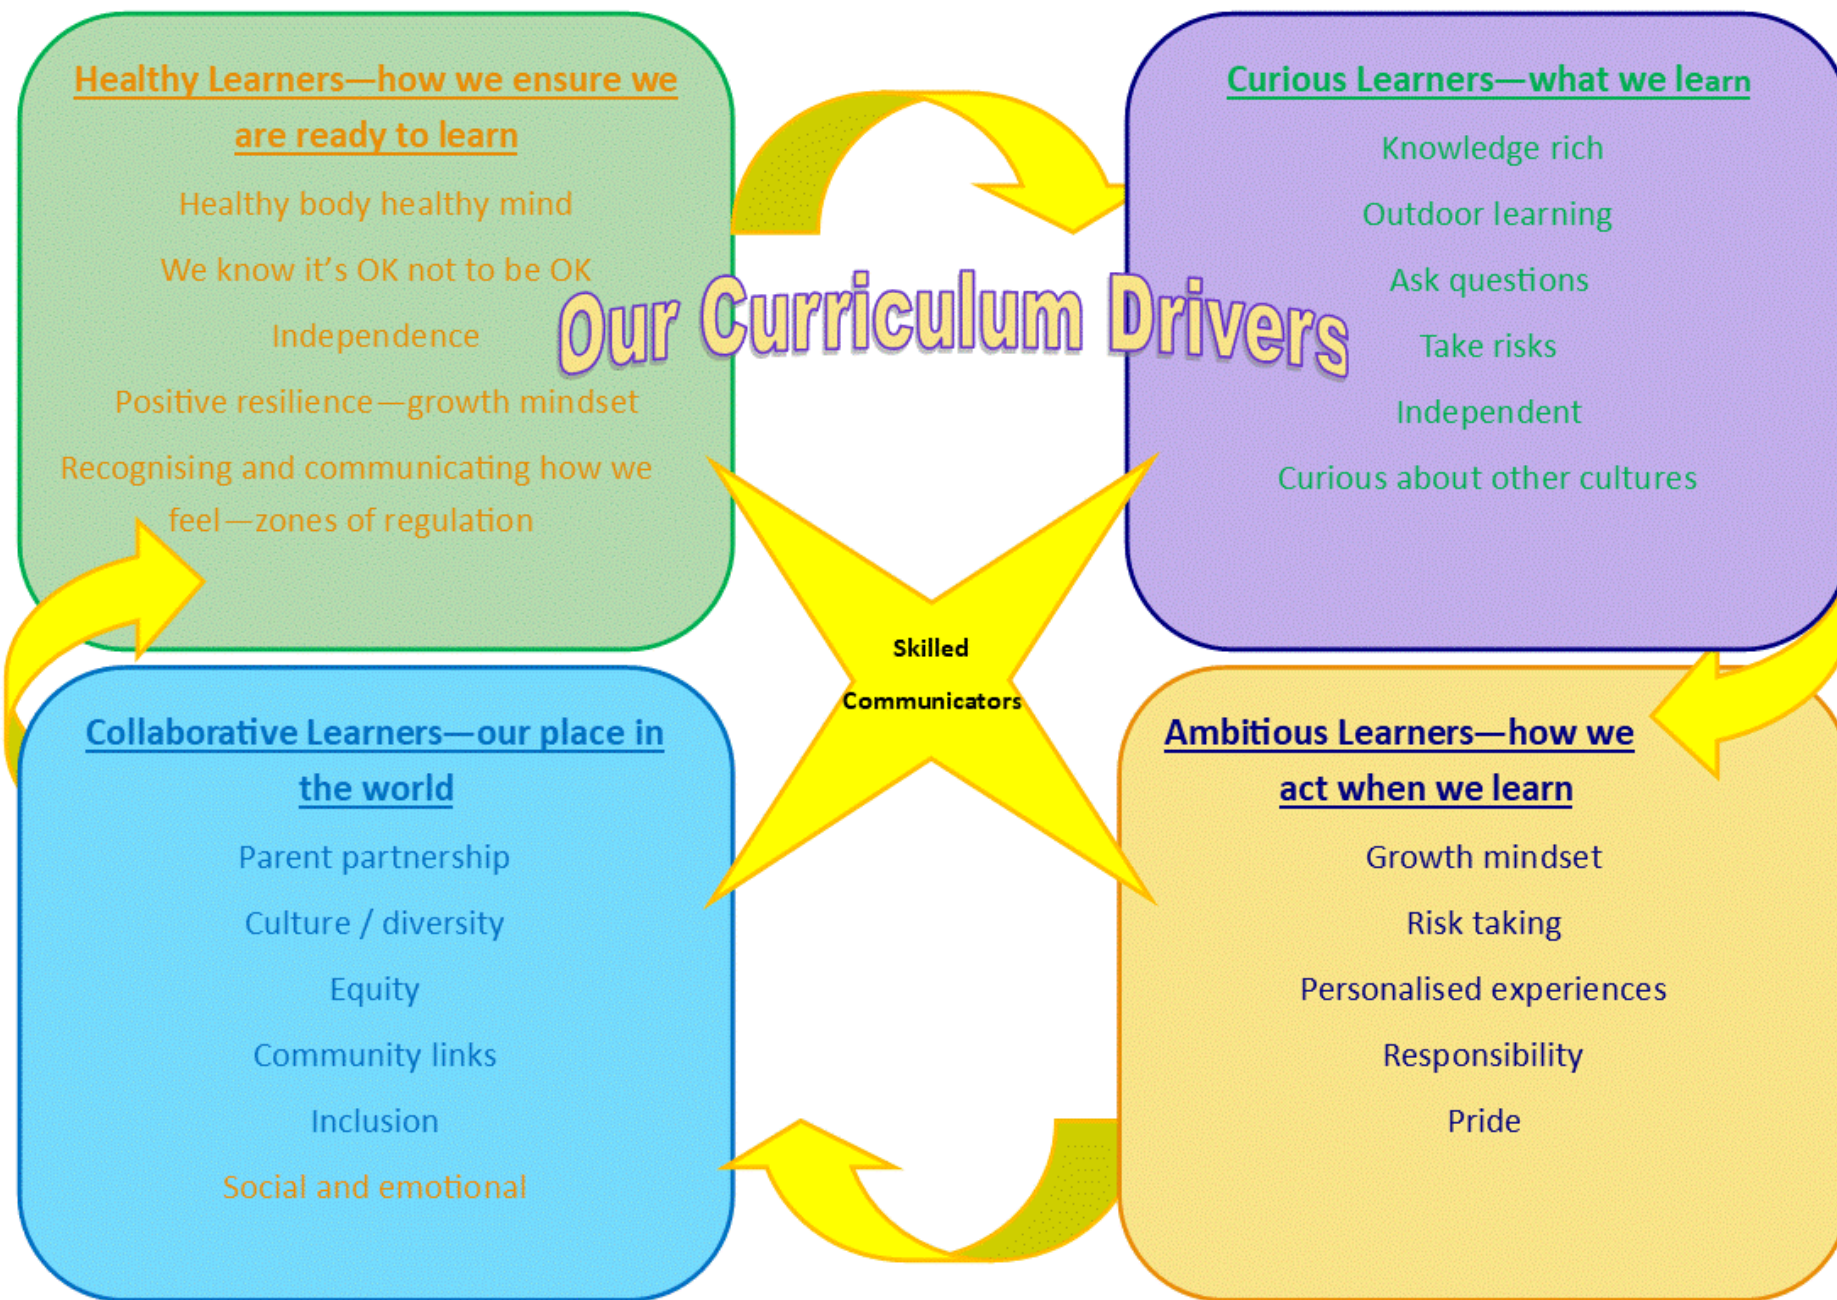 Healthy Learners—how we ensure we
are ready to learn
Healthy body healthy mind
We know it's OK not to be OK
Independence
Positive resilience—growth mindset
Recognising and communicating how we
feel—zones of regulation
Our Curriculum Drivers
Curious Learners—what we learn
Knowledge rich
Outdoor learning
Ask questions
Take risks
Independent
Curious about other cultures
Skilled
Communicators
Collaborative Learners—our place in
the world
Parent partnership
Culture / diversity
Equity
Community links
Inclusion
Social and emotional
Ambitious Learners—how we
act when we learn
Growth mindset
Risk taking
Personalised experiences
Responsibility
Pride